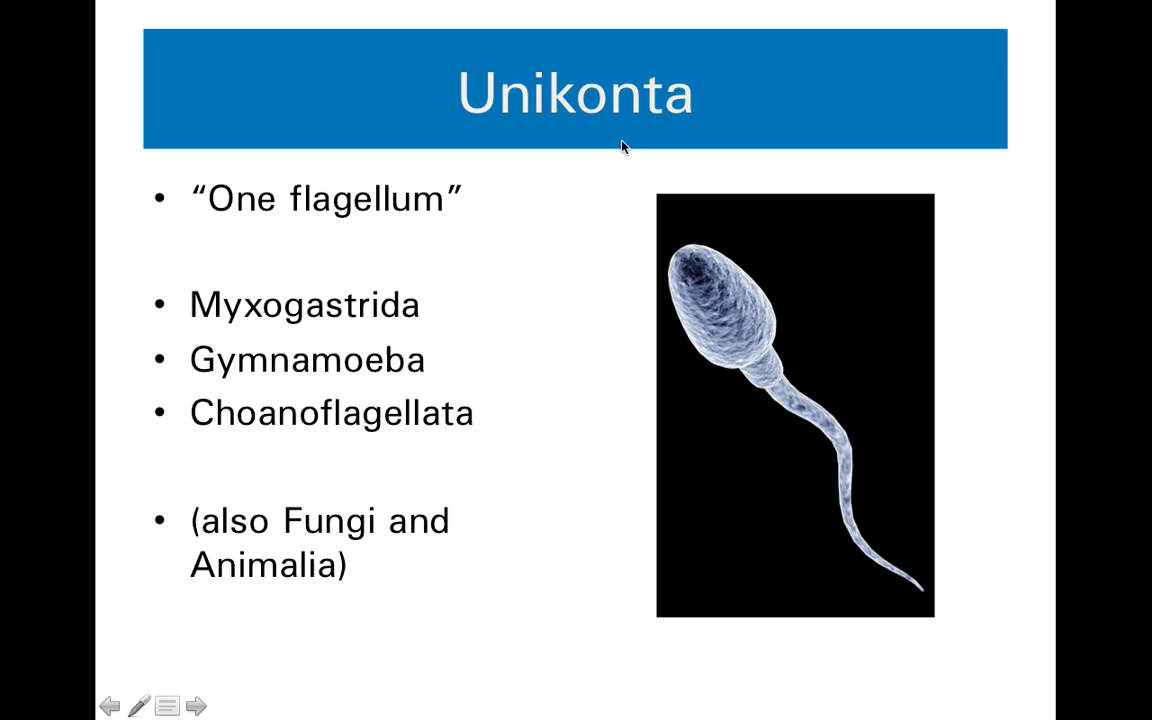 Unikonta
• “One flagellum”
• Myxogastrida
• Gymnamoeba
• Choanoflagellata
• (also Fungi and
Animalia)